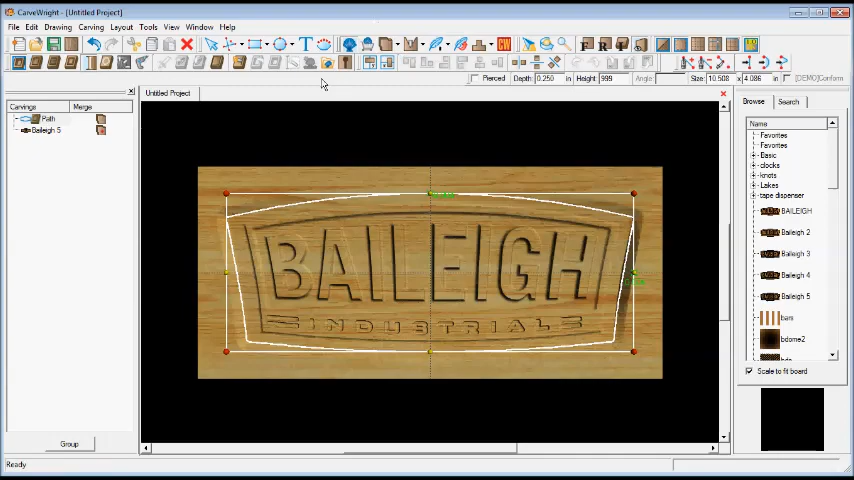 CarveWright - [Untitled Project]
File Edit Drawing Carving Layout Tools View Window Help
Pierced Depth: 0.250 in Height: 999 Angle: Size: 10.508 x 4.086 in [DEMO]Conform
Carvings Merge
Path
Baileigh 5
Group
Untitled Project
BAILEIGH
INDUSTRIAL
Browse Search
Name
Favorites
Favorites
Basic
clocks
knots
Lakes
tape dispenser
BAILEIGH
Baileigh 2
Baileigh 3
Baileigh 4
Baileigh 5
bars
bdome2
Scale to fit board
Ready